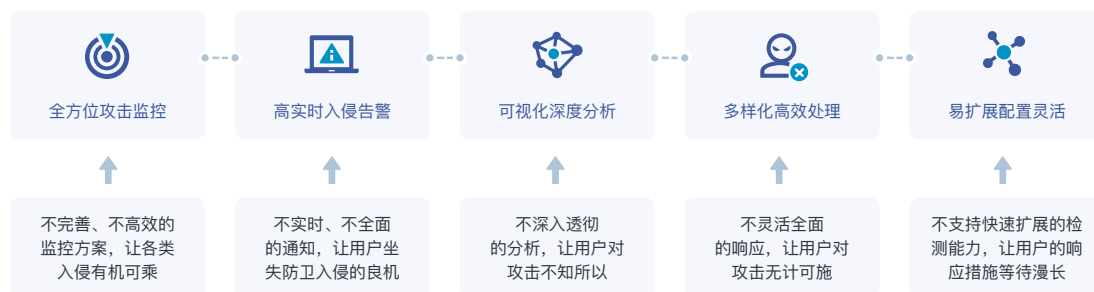 全方位攻击监控
高实时入侵告警
可视化深度分析
多样化高效处理
易扩展配置灵活
不完善、不高效的
监控方案，让各类
入侵有机可乘
不实时、不全面
的通知，让用户坐
失防卫入侵的良机
不深入透彻
的分析，让用户对
攻击不知所以
不灵活全面
的响应，让用户对
攻击无计可施
不支持快速扩展的检
测能力，让用户的响
应措施等待漫长